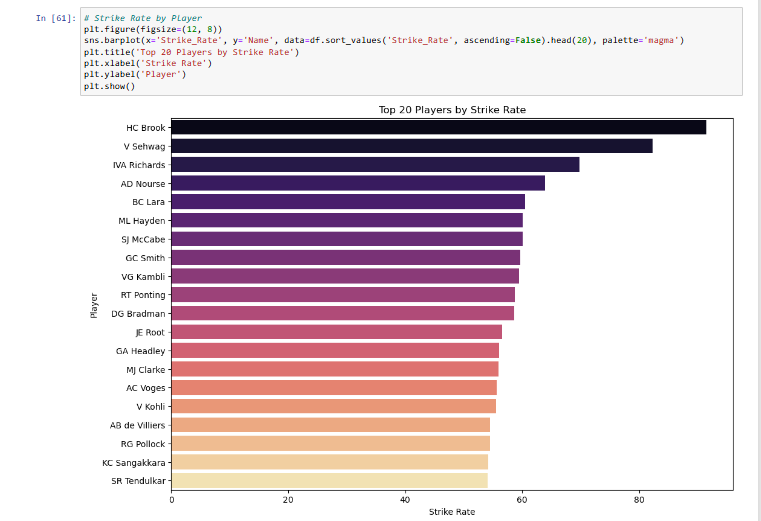 In [61]: # Strike Rate by Player
plt.figure(figsize=(12, 8))
sns.barplot(x='Strike_Rate', y='Name', data=df.sort_values('Strike_Rate', ascending=False).head(20), palette='magma')
plt.title('Top 20 Players by Strike Rate')
plt.xlabel('Strike Rate')
plt.ylabel('Player')
plt.show()
Top 20 Players by Strike Rate
HC Brook
V Sehwag
IVA Richards
AD Nourse
BC Lara
ML Hayden
SJ McCabe
GC Smith
VG Kambli
RT Ponting
DG Bradman
JE Root
GA Headley
MJ Clarke
AC Voges
V Kohli
AB de Villiers
RG Pollock
KC Sangakkara
SR Tendulkar
Player
0 20 40 60 80
Strike Rate